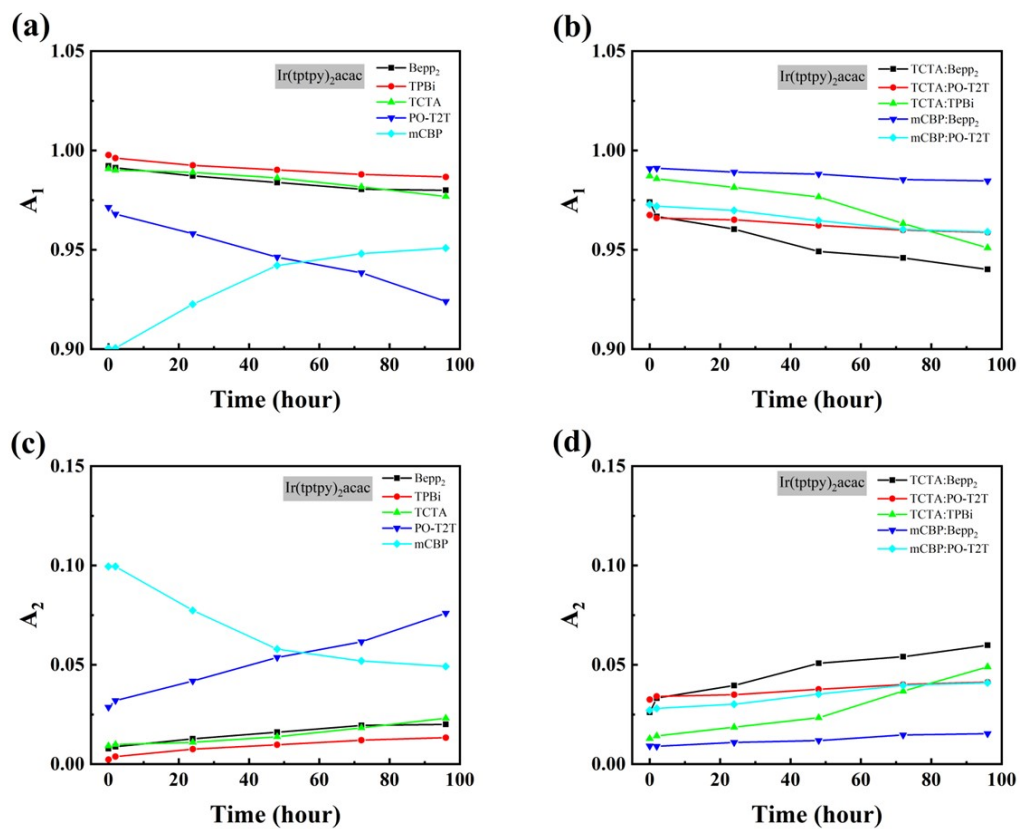 (a)
1.05
1.00
0.95
0.90
A₁
Ir(tptpy)₂acac
Bepp₂
TPBi
TCTA
PO-T2T
mCBP
0 20 40 60 80 100
Time (hour)
(b)
1.05
1.00
0.95
0.90
A₁
Ir(tptpy)₂acac
TCTA:Bepp₂
TCTA:PO-T2T
TCTA:TPBi
mCBP:Bepp₂
mCBP:PO-T2T
0 20 40 60 80 100
Time (hour)
(c)
0.15
0.10
0.05
0.00
A₂
Ir(tptpy)₂acac
Bepp₂
TPBi
TCTA
PO-T2T
mCBP
0 20 40 60 80 100
Time (hour)
(d)
0.15
0.10
0.05
0.00
A₂
Ir(tptpy)₂acac
TCTA:Bepp₂
TCTA:PO-T2T
TCTA:TPBi
mCBP:Bepp₂
mCBP:PO-T2T
0 20 40 60 80 100
Time (hour)